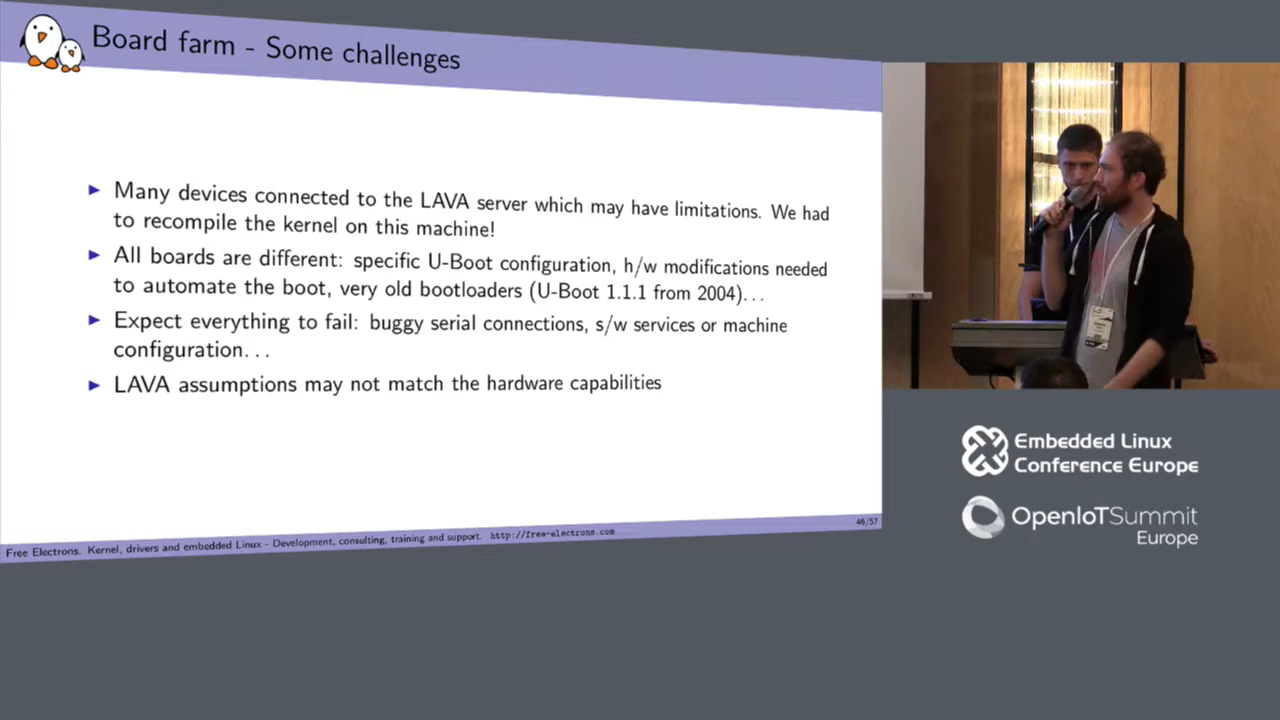 Board farm - Some challenges
▶ Many devices connected to the LAVA server which may have limitations. We had
to recompile the kernel on this machine!
▶ All boards are different: specific U-Boot configuration, h/w modifications needed
to automate the boot, very old bootloaders (U-Boot 1.1.1 from 2004)...
▶ Expect everything to fail: buggy serial connections, s/w services or machine
configuration...
▶ LAVA assumptions may not match the hardware capabilities
46/57
Free Electrons. Kernel, drivers and embedded Linux - Development, consulting, training and support. http://free-electrons.com
Embedded Linux
Conference Europe
OpenIoTSummit
Europe